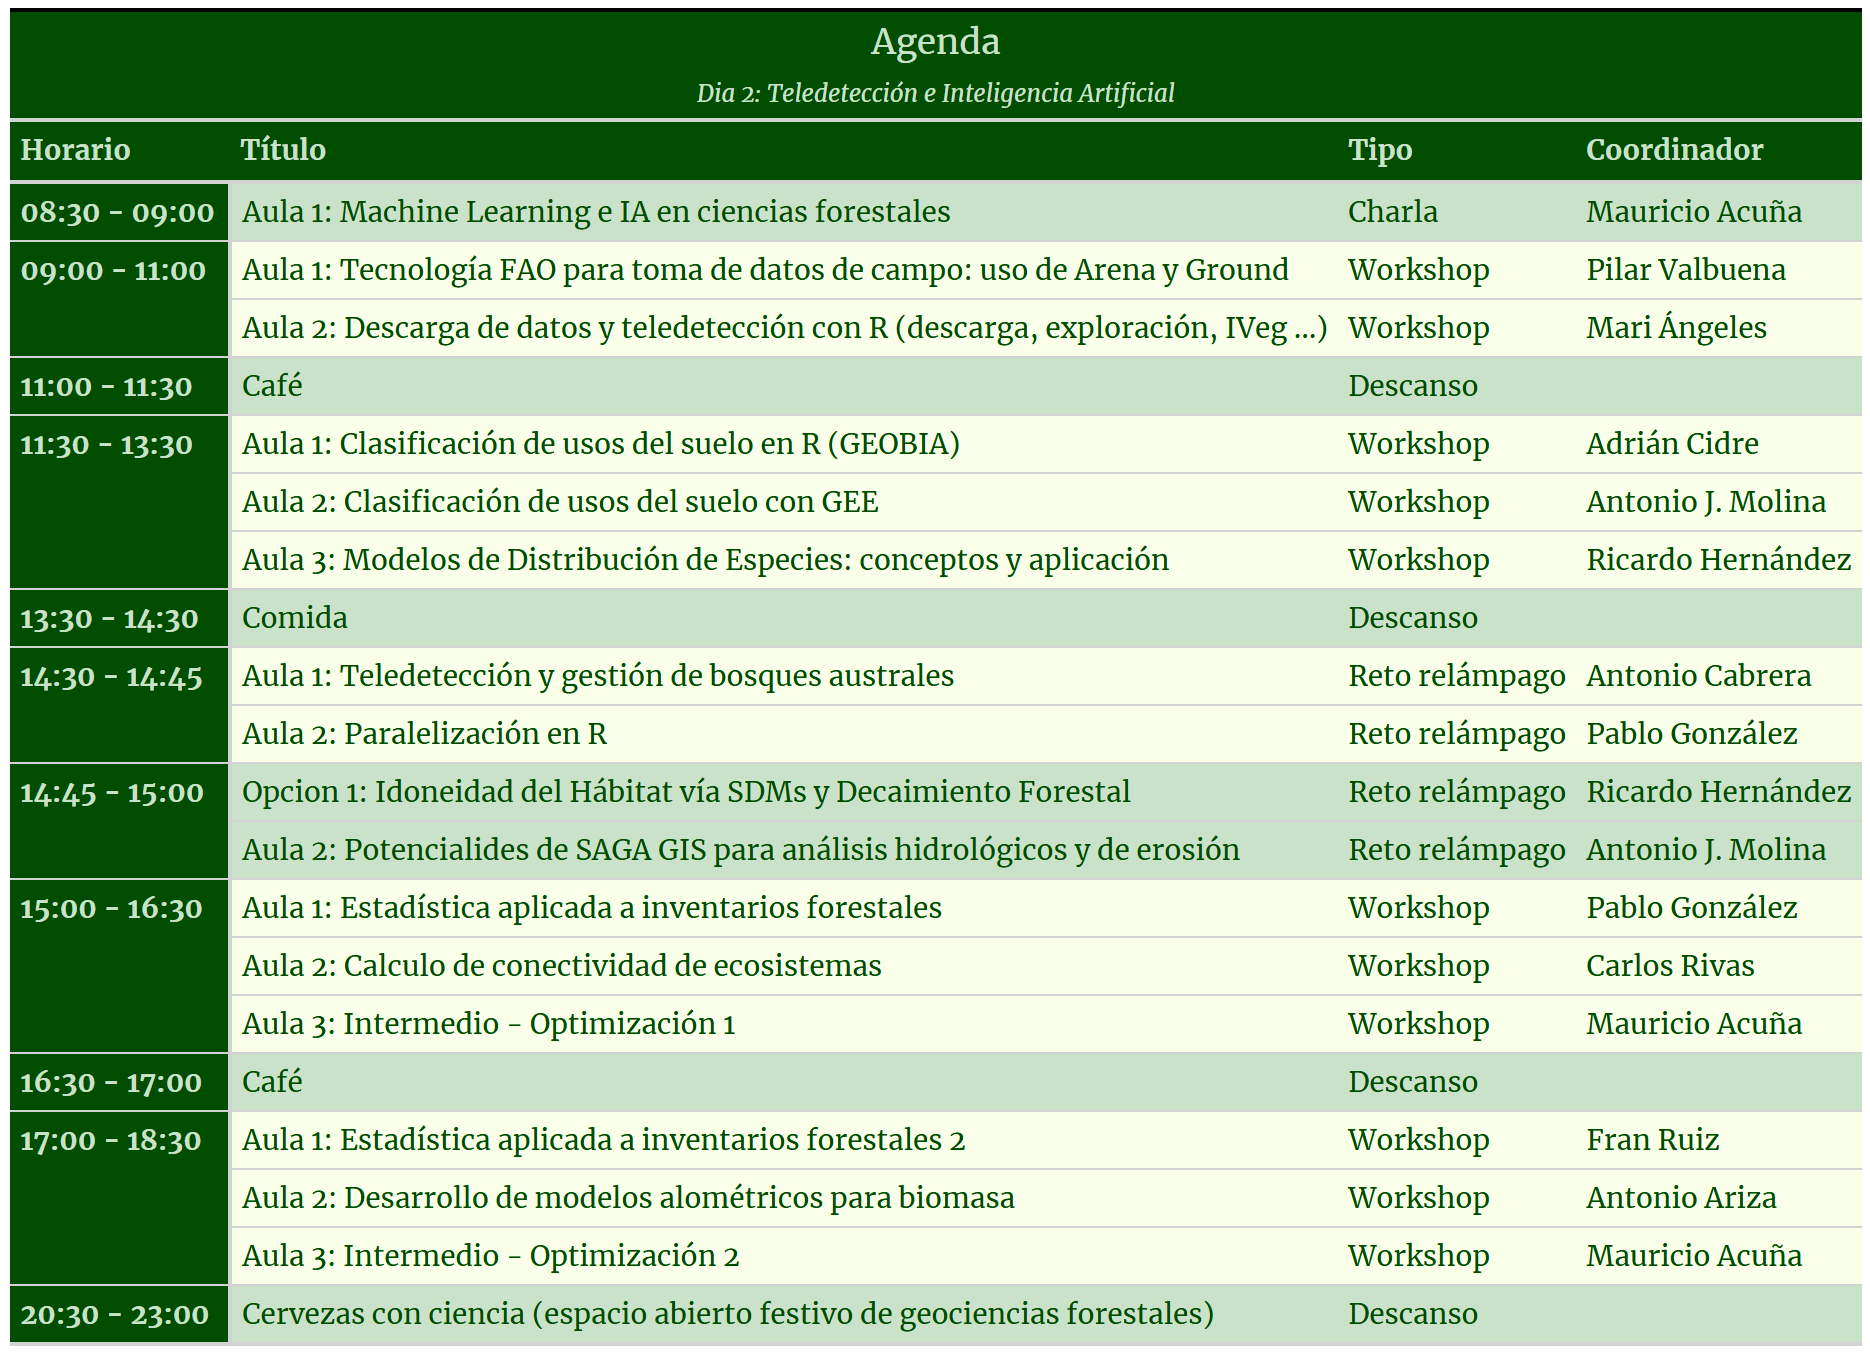 Agenda
Dia 2: Teledetección e Inteligencia Artificial
Horario Título Tipo Coordinador
08:30 - 09:00 Aula 1: Machine Learning e IA en ciencias forestales Charla Mauricio Acuña
09:00 - 11:00 Aula 1: Tecnología FAO para toma de datos de campo: uso de Arena y Ground Workshop Pilar Valbuena
Aula 2: Descarga de datos y teledetección con R (descarga, exploración, IVeg ...) Workshop Mari Ángeles
11:00 - 11:30 Café Descanso
11:30 - 13:30 Aula 1: Clasificación de usos del suelo en R (GEOBIA) Workshop Adrián Cidre
Aula 2: Clasificación de usos del suelo con GEE Workshop Antonio J. Molina
Aula 3: Modelos de Distribución de Especies: conceptos y aplicación Workshop Ricardo Hernández
13:30 - 14:30 Comida Descanso
14:30 - 14:45 Aula 1: Teledetección y gestión de bosques australes Reto relámpago Antonio Cabrera
Aula 2: Paralelización en R Reto relámpago Pablo González
14:45 - 15:00 Opcion 1: Idoneidad del Hábitat vía SDMs y Decaimiento Forestal Reto relámpago Ricardo Hernández
Aula 2: Potencialides de SAGA GIS para análisis hidrológicos y de erosión Reto relámpago Antonio J. Molina
15:00 - 16:30 Aula 1: Estadística aplicada a inventarios forestales Workshop Pablo González
Aula 2: Calculo de conectividad de ecosistemas Workshop Carlos Rivas
Aula 3: Intermedio - Optimización 1 Workshop Mauricio Acuña
16:30 - 17:00 Café Descanso
17:00 - 18:30 Aula 1: Estadística aplicada a inventarios forestales 2 Workshop Fran Ruiz
Aula 2: Desarrollo de modelos alométricos para biomasa Workshop Antonio Ariza
Aula 3: Intermedio - Optimización 2 Workshop Mauricio Acuña
20:30 - 23:00 Cervezas con ciencia (espacio abierto festivo de geociencias forestales) Descanso